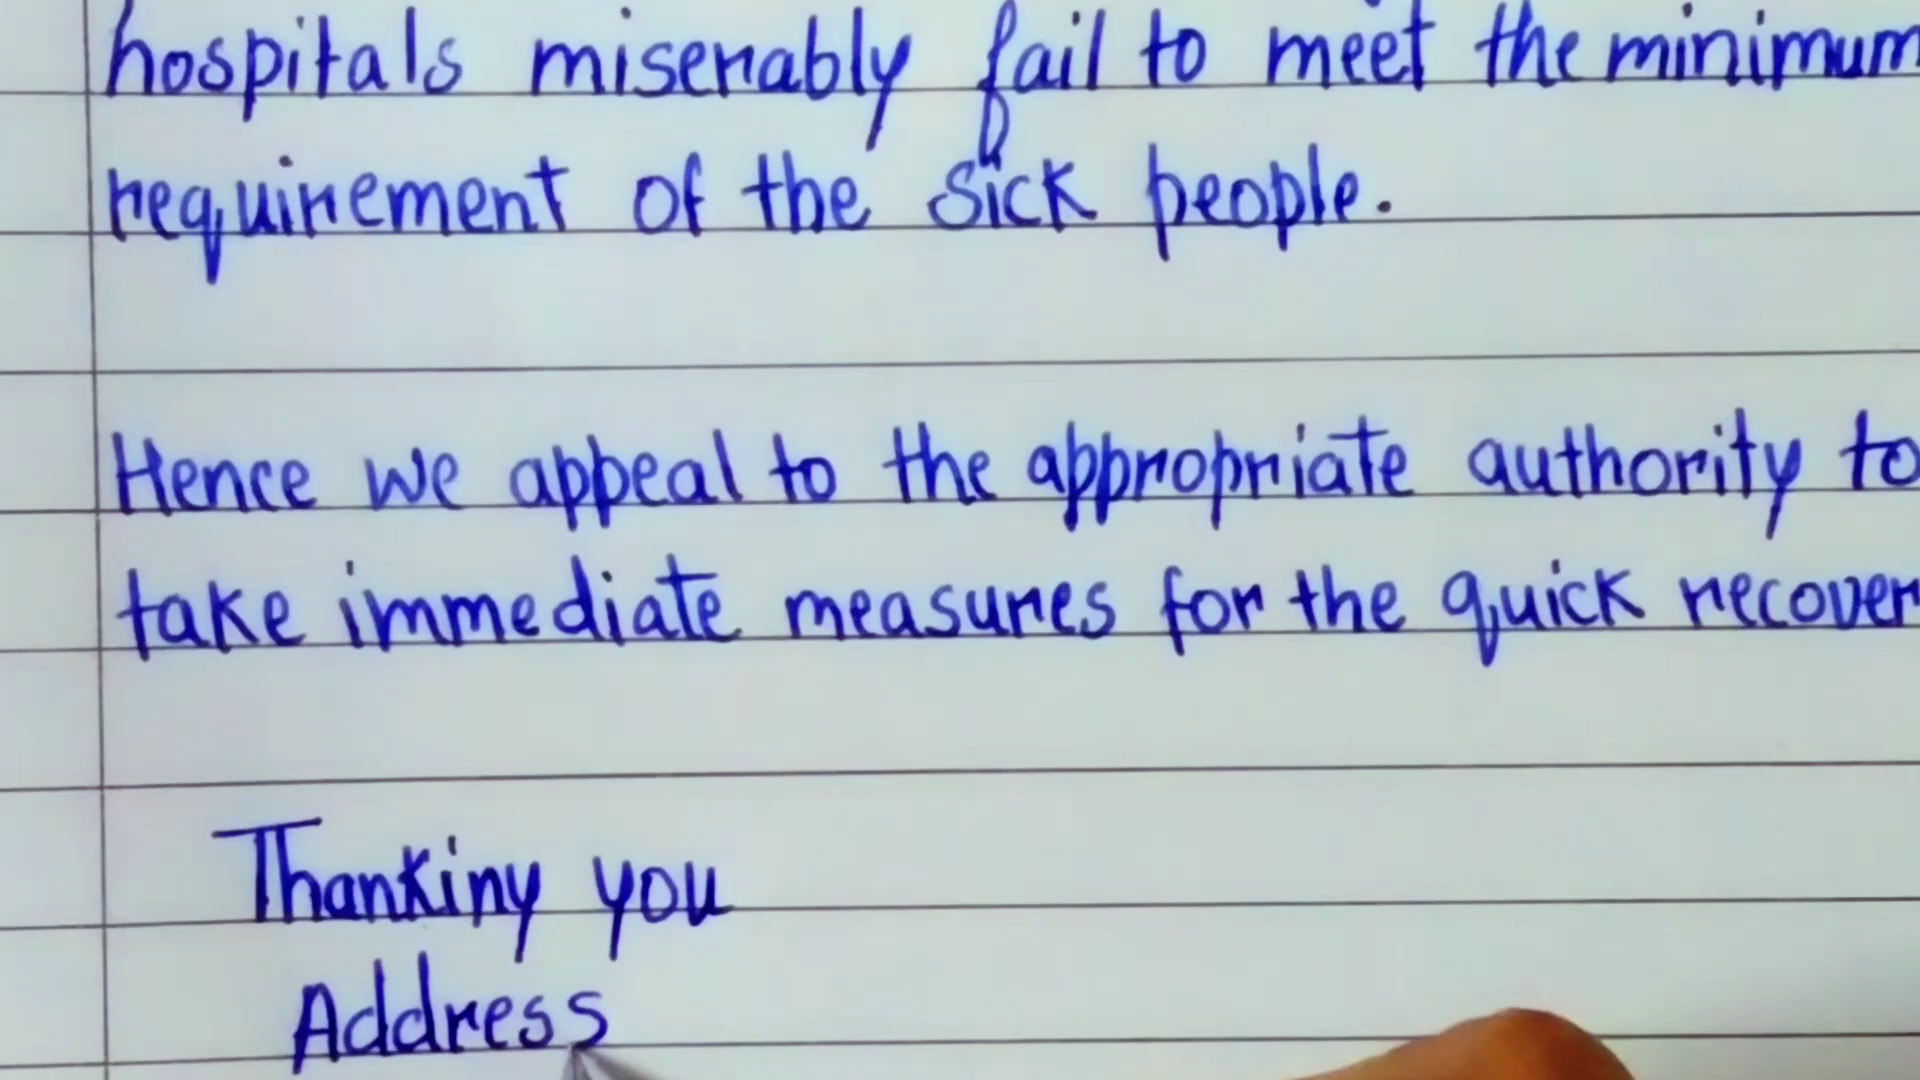 hospitals miserably fail to meet the minimum
requirement of the sick people.
Hence we appeal to the appropriate authority to
take immediate measures for the quick recover
Thankiny you
Address